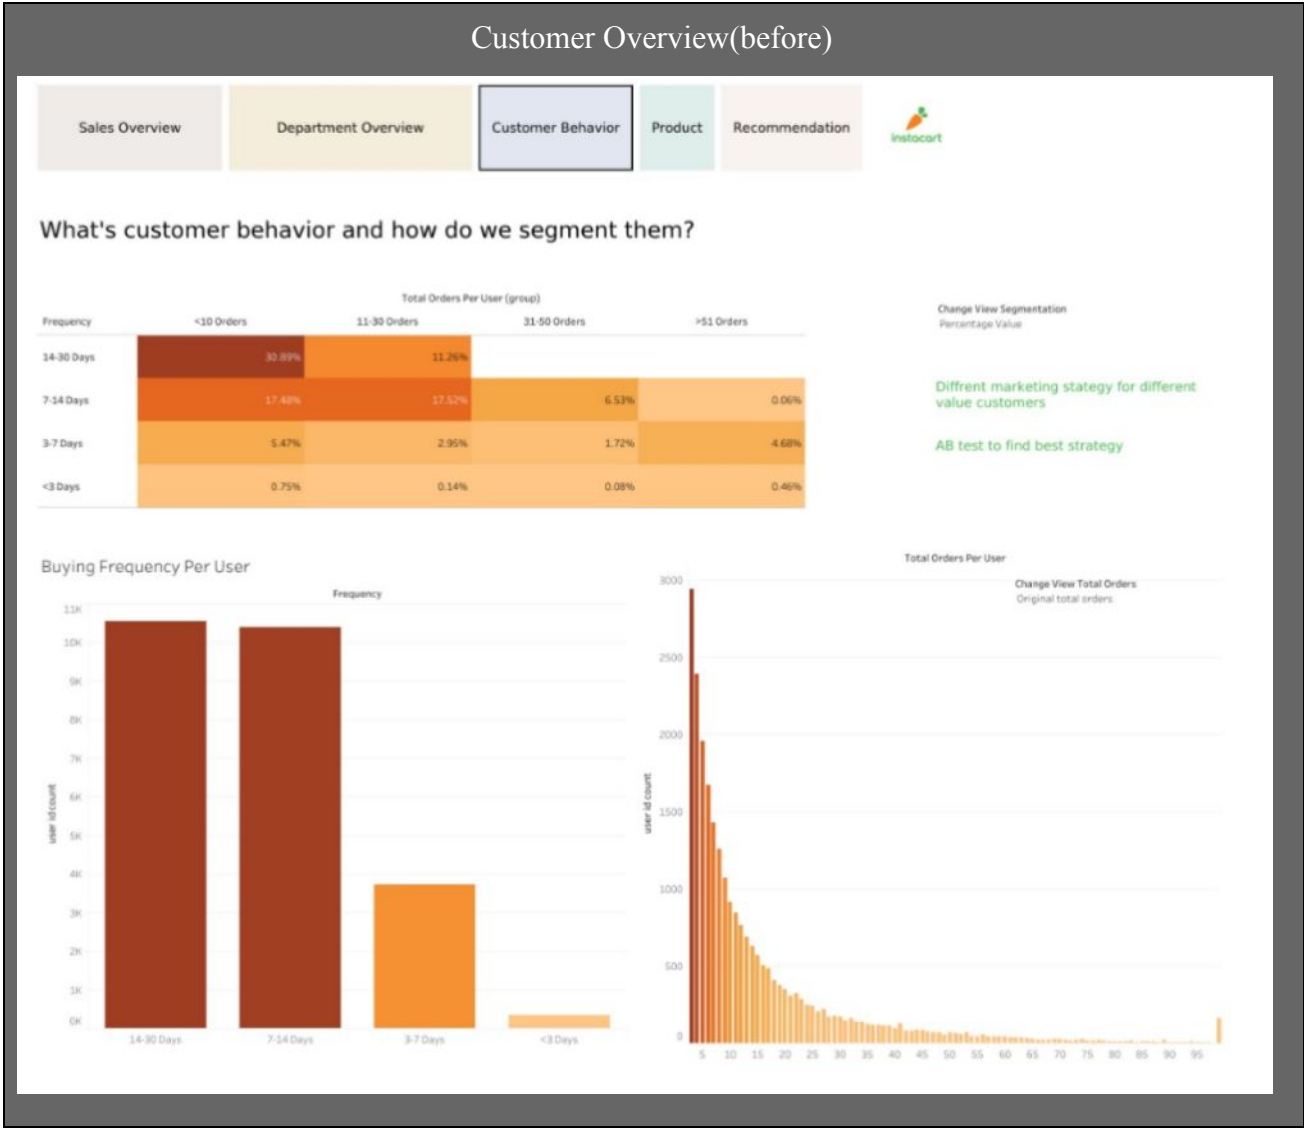 Customer Overview(before)
Sales Overview
Department Overview
Customer Behavior
Product
Recommendation
instacart
What's customer behavior and how do we segment them?
Total Orders Per User (group)
Frequency <10 Orders 11-30 Orders 31-50 Orders >51 Orders
14-30 Days 30.89% 11.26%
7-14 Days 17.48% 17.52% 6.53% 0.06%
3-7 Days 5.47% 2.95% 1.72% 4.68%
<3 Days 0.75% 0.14% 0.08% 0.46%
Change View Segmentation
Percentage Value
Diffrent marketing stategy for different
value customers
AB test to find best strategy
Buying Frequency Per User
Frequency
11K
10K
9K
8K
7K
6K
5K
4K
3K
2K
1K
0K
user id count
14-30 Days 7-14 Days 3-7 Days <3 Days
Total Orders Per User
Change View Total Orders
Original total orders
3000
2500
2000
1500
1000
500
0
user id count
5 10 15 20 25 30 35 40 45 50 55 60 65 70 75 80 85 90 95